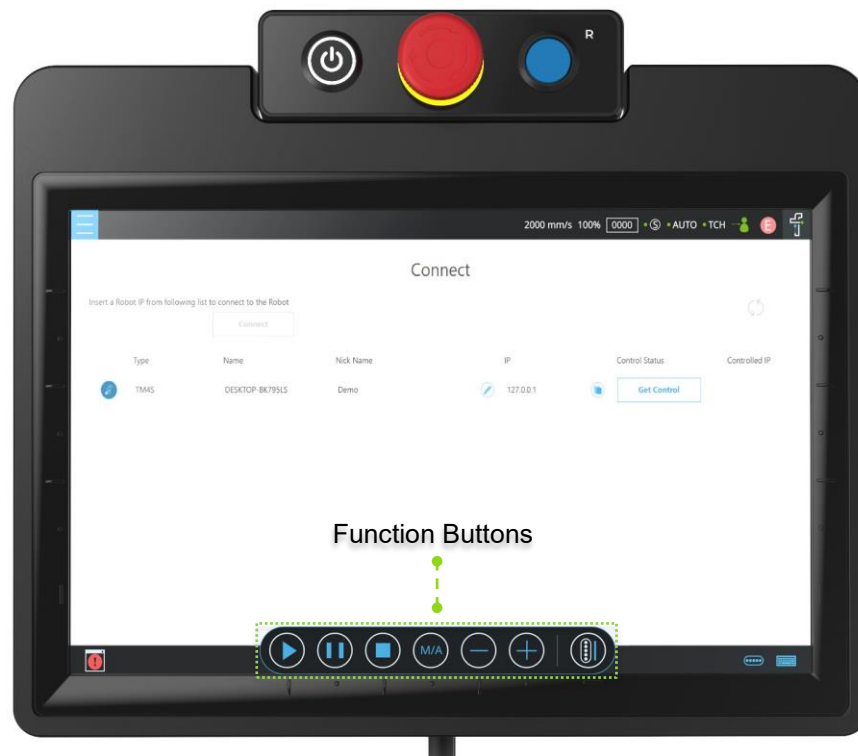 R
2000 mm/s 100% 0000 S AUTO TCH E
Connect
Insert a Robot IP from following list to connect to the Robot
Connect
Type Name Nick Name IP Control Status Controlled IP
TM4S DESKTOP-BK795LS Demo 127.0.0.1 Get Control
Function Buttons
M/A